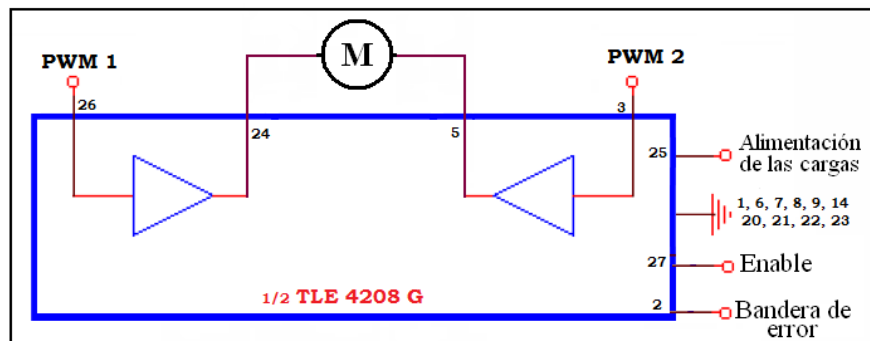 PWM 1
M
PWM 2
26
24
5
3
25
Alimentación
de las cargas
1, 6, 7, 8, 9, 14
20, 21, 22, 23
27
Enable
1/2 TLE 4208 G
2
Bandera de
error